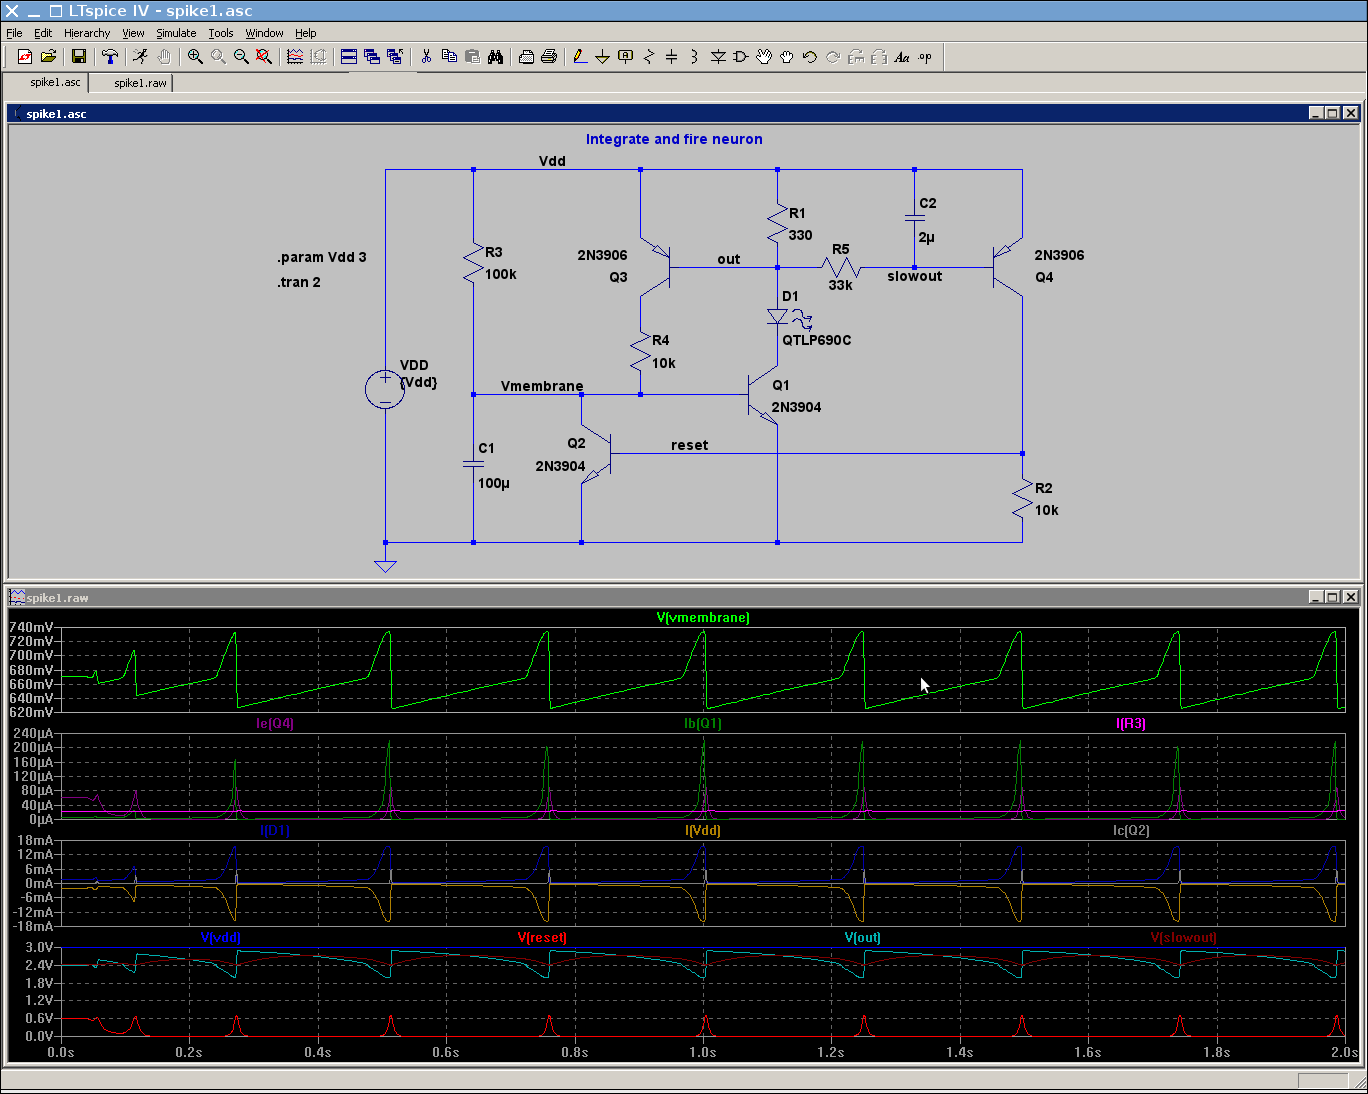 LTspice IV - spike1.asc
File Edit Hierarchy View Simulate Tools Window Help
Aa .op
spike1.asc spike1.raw
spike1.asc
Integrate and fire neuron
Vdd
.param Vdd 3
.tran 2
R3
100k
2N3906
Q3
out
R1
330
R5
33k
C2
2µ
slowout
2N3906
Q4
D1
QTLP690C
R4
10k
VDD
{Vdd}
Vmembrane
Q1
2N3904
C1
100µ
Q2
2N3904
reset
R2
10k
spike1.raw
V(vmembrane)
740mV
720mV
700mV
680mV
660mV
640mV
620mV
Ie(Q4) Ib(Q1) I(R3)
240µA
200µA
160µA
120µA
80µA
40µA
0µA
I(D1) I(Vdd) Ic(Q2)
18mA
12mA
6mA
0mA
-6mA
-12mA
-18mA
V(vdd) V(reset) V(out) V(slowout)
3.0V
2.4V
1.8V
1.2V
0.6V
0.0V
0.0s 0.2s 0.4s 0.6s 0.8s 1.0s 1.2s 1.4s 1.6s 1.8s 2.0s